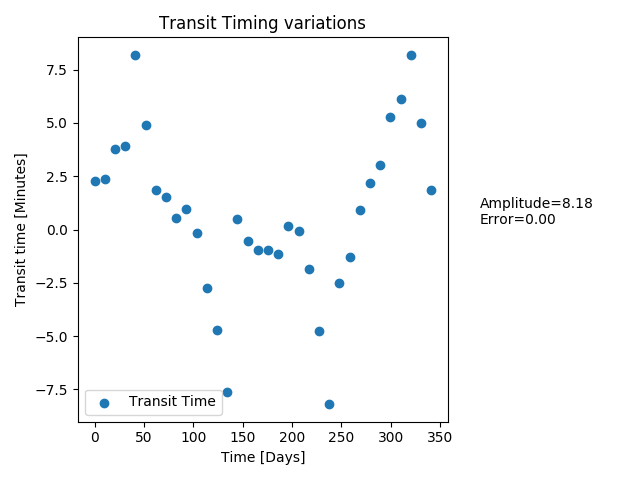 Transit Timing variations
7.5
5.0
2.5
0.0
−2.5
−5.0
−7.5
Transit time [Minutes]
Transit Time
0
50
100
150
200
250
300
350
Time [Days]
Amplitude=8.18
Error=0.00